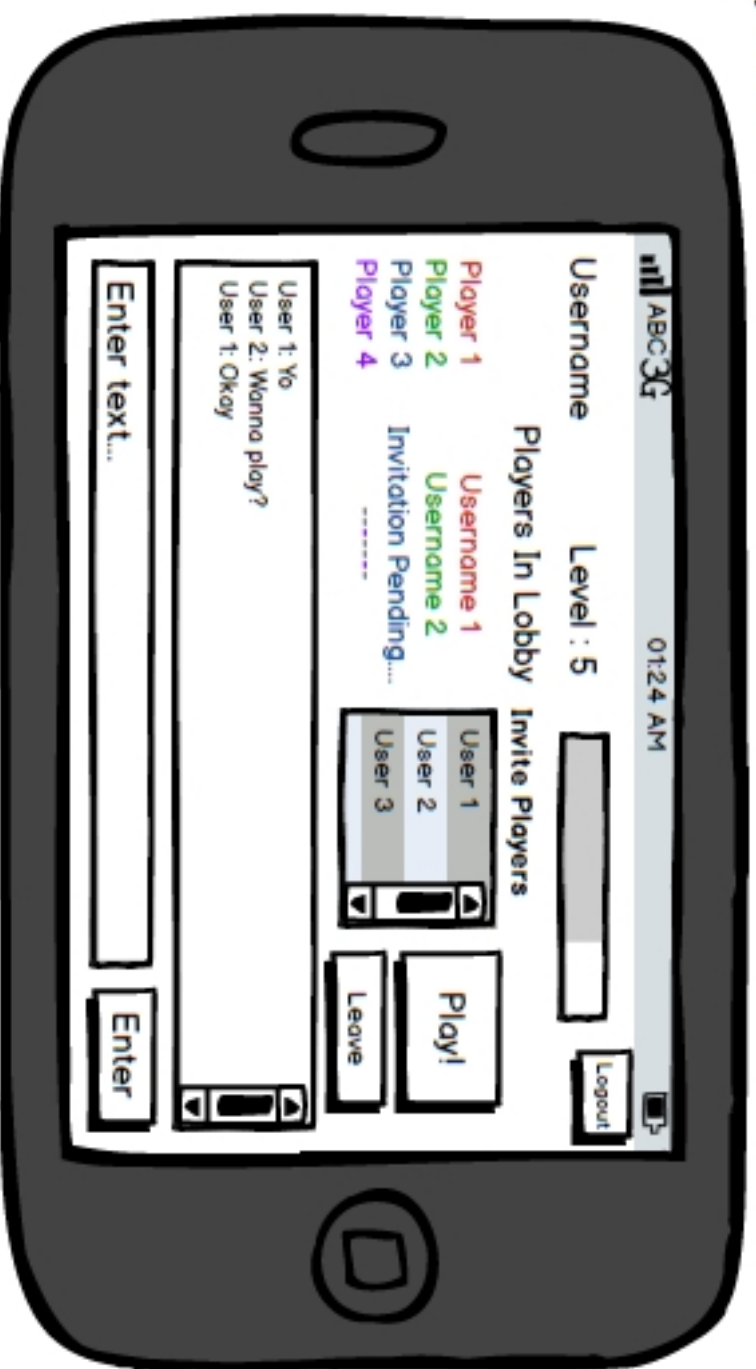 ABC 3G 01:24 AM
Username Level : 5 Logout
Players In Lobby Invite Players
Player 1 Username 1
Player 2 Username 2
Player 3 Invitation Pending....
Player 4 -------
User 1
User 2
User 3
Play!
Leave
User 1: Yo
User 2: Wanna play?
User 1: Okay
Enter text... Enter